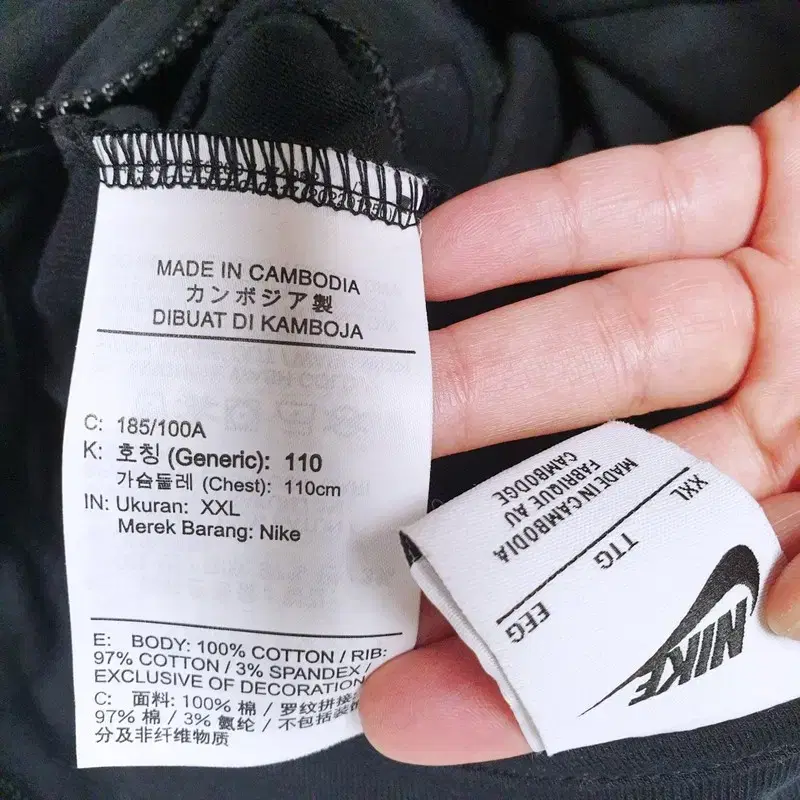 MADE IN CAMBODIA
カンボジア製
DIBUAT DI KAMBOJA
C: 185/100A
K: 호칭 (Generic): 110
가슴둘레 (Chest): 110cm
IN: Ukuran: XXL
Merek Barang: Nike
E: BODY: 100% COTTON / RIB:
97% COTTON / 3% SPANDEX /
EXCLUSIVE OF DECORATION
C: 面料: 100% 棉 / 罗纹拼接
97% 棉 / 3% 氨纶 / 不包括装饰
分及非纤维物质
MADE IN CAMBODIA
FABRIQUE AU
CAMBODGE
XXL
TTG
EEG
NIKE